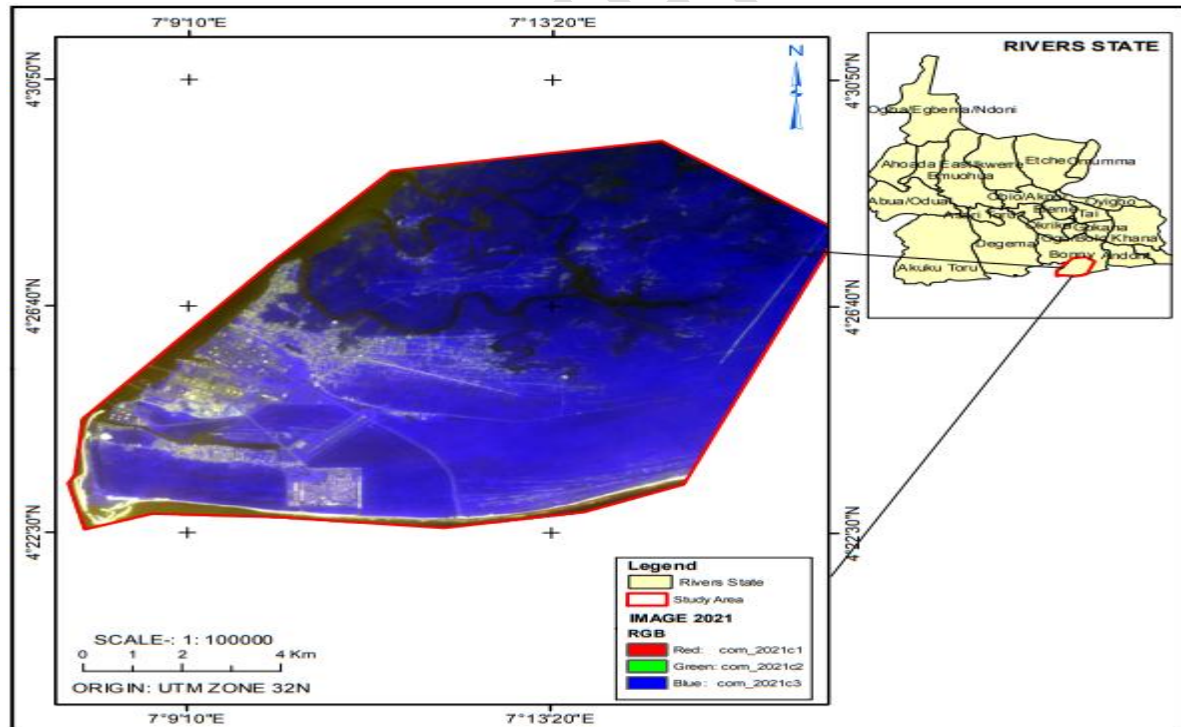 7°9'10"E 7°13'20"E
RIVERS STATE
N
4°30'50"N 4°30'50"N
Ogba/Egbema/Ndoni
Ahoada East Ikwerre Etche Omumma
Emuohua
Abua/Odual Obio/Akpor Oyigbo
Asari Toru Eleme Tai
Okrika Gokana
Degema Khana
Bonny Andoni
Akuku Toru
4°26'40"N 4°26'40"N
4°22'30"N 4°22'30"N
Legend
Rivers State
Study Area
IMAGE 2021
RGB
Red: com_2021c1
Green: com_2021c2
Blue: com_2021c3
SCALE-: 1: 100000
0 1 2 4 Km
ORIGIN: UTM ZONE 32N
7°9'10"E 7°13'20"E